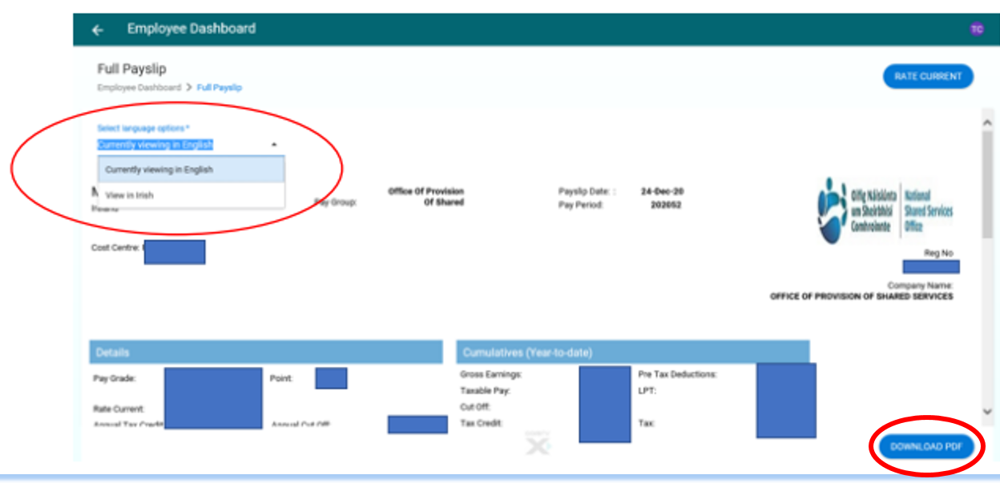 Employee Dashboard
TC
Full Payslip
Employee Dashboard > Full Payslip
RATE CURRENT
Select language options *
Currently viewing in English
Currently viewing in English
View in Irish
Pay Group:
Office Of Provision
Of Shared
Payslip Date: :
24-Dec-20
Pay Period:
202052
Oifig Náisiúnta
um Sheirbhísí
Comhroinnte
National
Shared Services
Office
Cost Centre:
Reg No
Company Name:
OFFICE OF PROVISION OF SHARED SERVICES
Details
Cumulatives (Year-to-date)
Pay Grade:
Point:
Gross Earnings:
Pre Tax Deductions:
Taxable Pay:
LPT:
Rate Current:
Cut Off:
Annual Tax Credit
Annual Cut Off:
Tax Credit:
Tax:
DOWNLOAD PDF